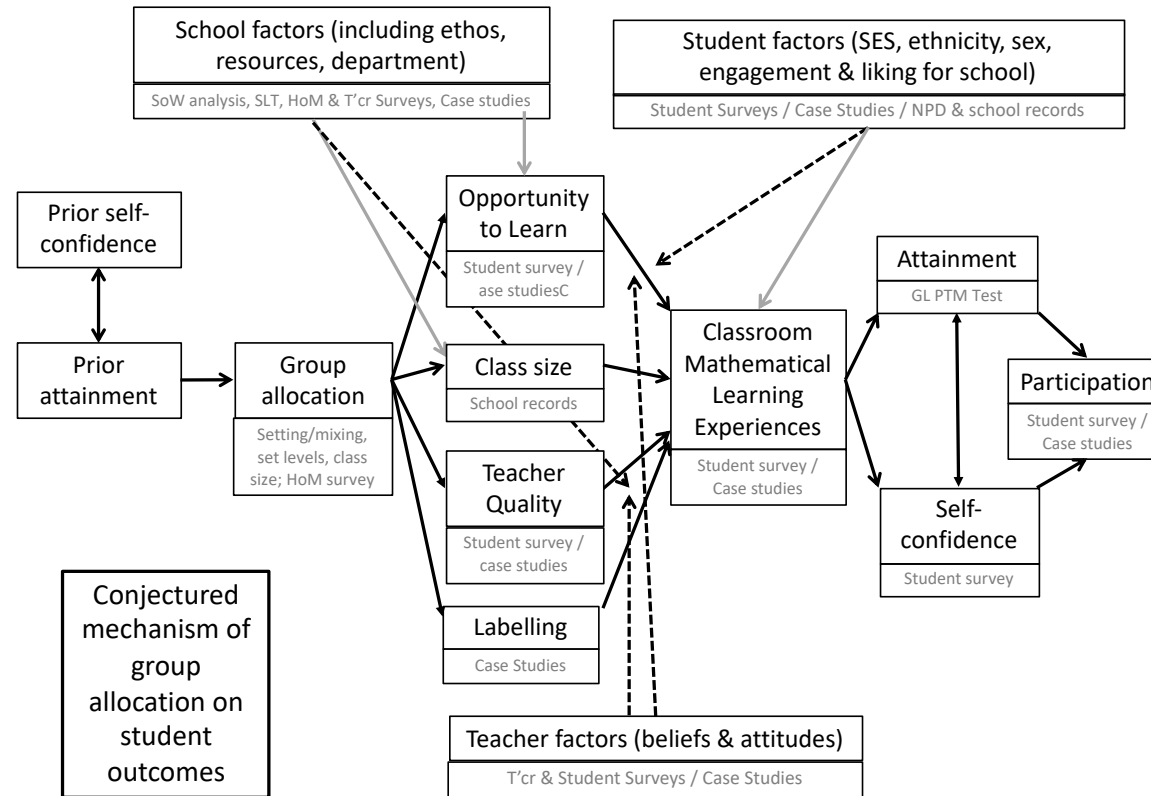 School factors (including ethos,
resources, department)
SoW analysis, SLT, HoM & T'cr Surveys, Case studies
Student factors (SES, ethnicity, sex,
engagement & liking for school)
Student Surveys / Case Studies / NPD & school records
Prior self-
confidence
Prior
attainment
Group
allocation
Setting/mixing,
set levels, class
size; HoM survey
Opportunity
to Learn
Student survey /
ase studiesC
Class size
School records
Teacher
Quality
Student survey /
case studies
Labelling
Case Studies
Classroom
Mathematical
Learning
Experiences
Student survey /
Case studies
Attainment
GL PTM Test
Self-
confidence
Student survey
Participation
Student survey /
Case studies
Conjectured
mechanism of
group
allocation on
student
outcomes
Teacher factors (beliefs & attitudes)
T'cr & Student Surveys / Case Studies